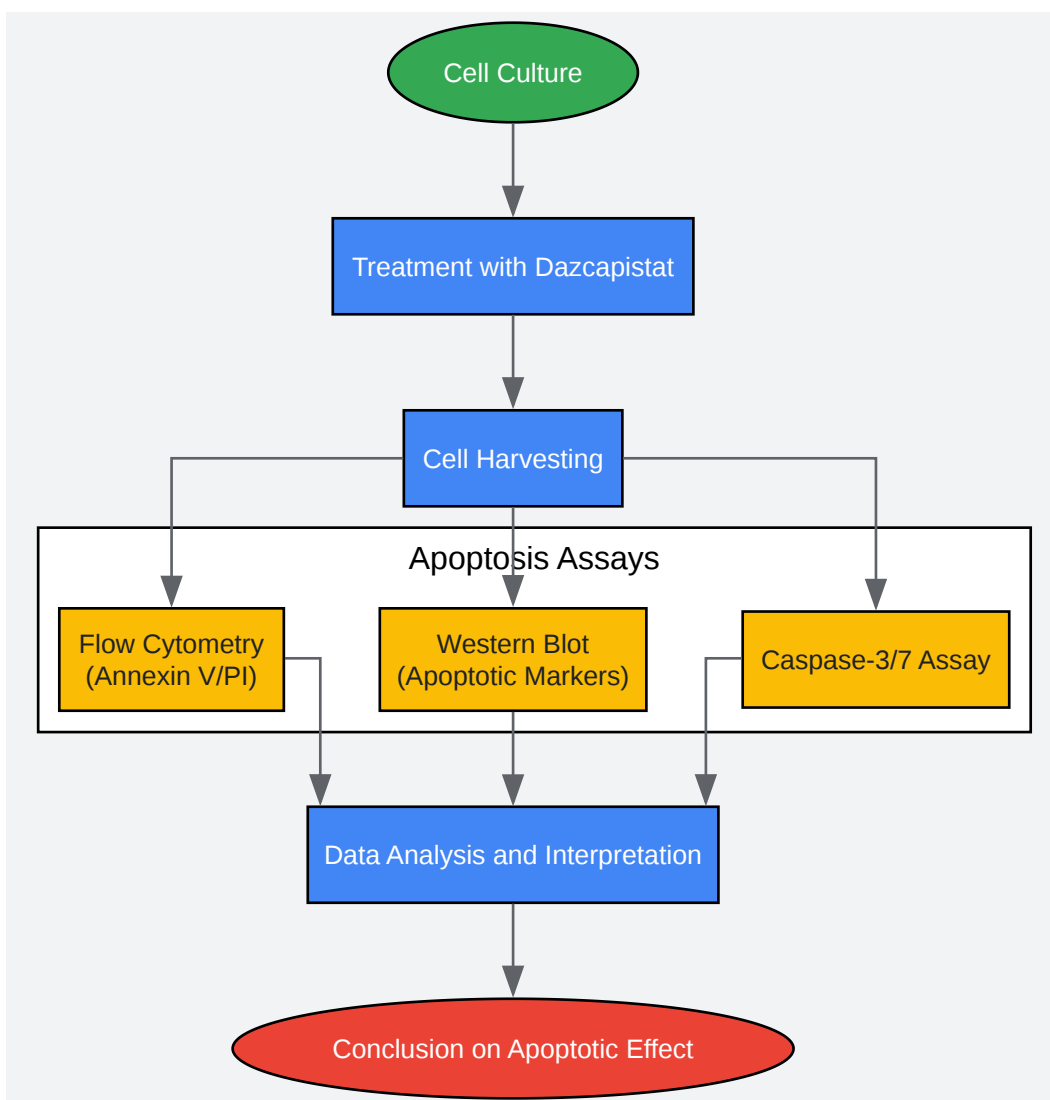 Cell Culture
Treatment with Dazcapistat
Cell Harvesting
Apoptosis Assays
Flow Cytometry
(Annexin V/PI)
Western Blot
(Apoptotic Markers)
Caspase-3/7 Assay
Data Analysis and Interpretation
Conclusion on Apoptotic Effect